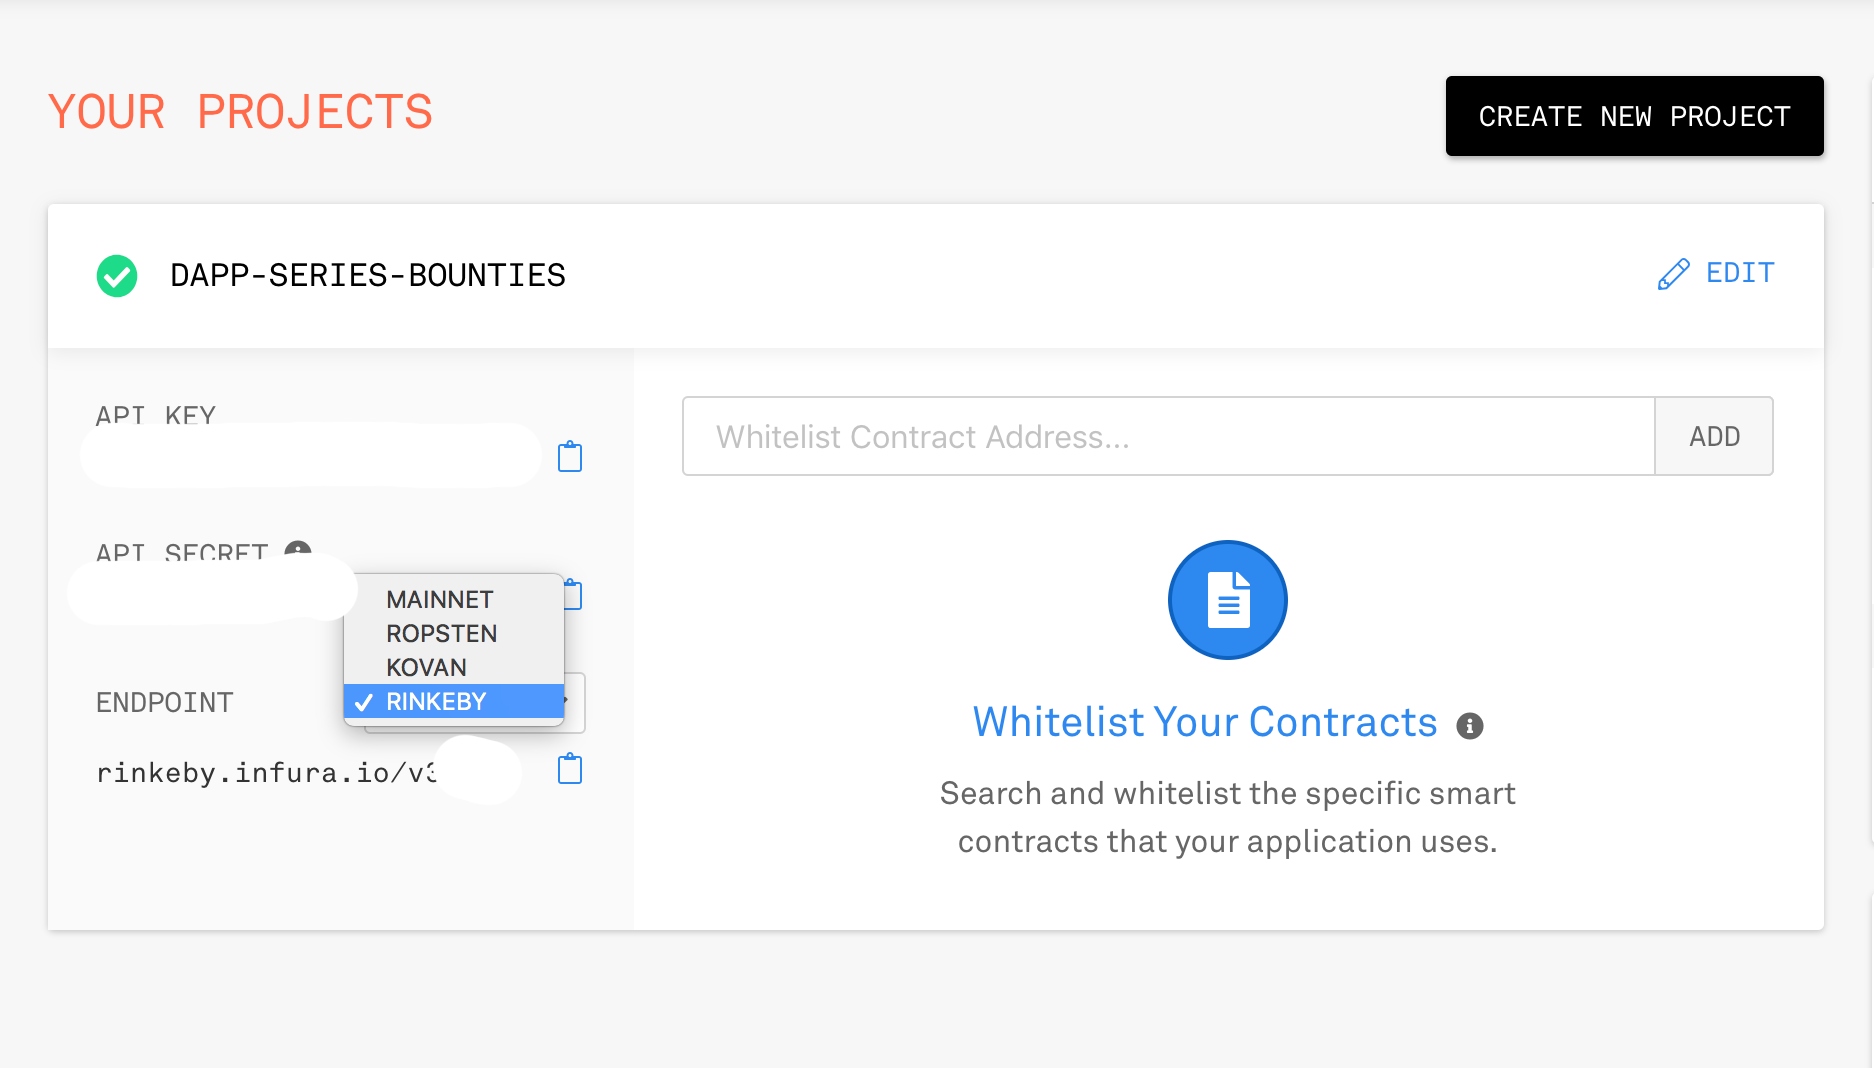 YOUR PROJECTS
CREATE NEW PROJECT
DAPP-SERIES-BOUNTIES
EDIT
API KEY
API SECRET
MAINNET
ROPSTEN
KOVAN
RINKEBY
ENDPOINT
rinkeby.infura.io/v3
Whitelist Contract Address...
ADD
Whitelist Your Contracts
Search and whitelist the specific smart
contracts that your application uses.